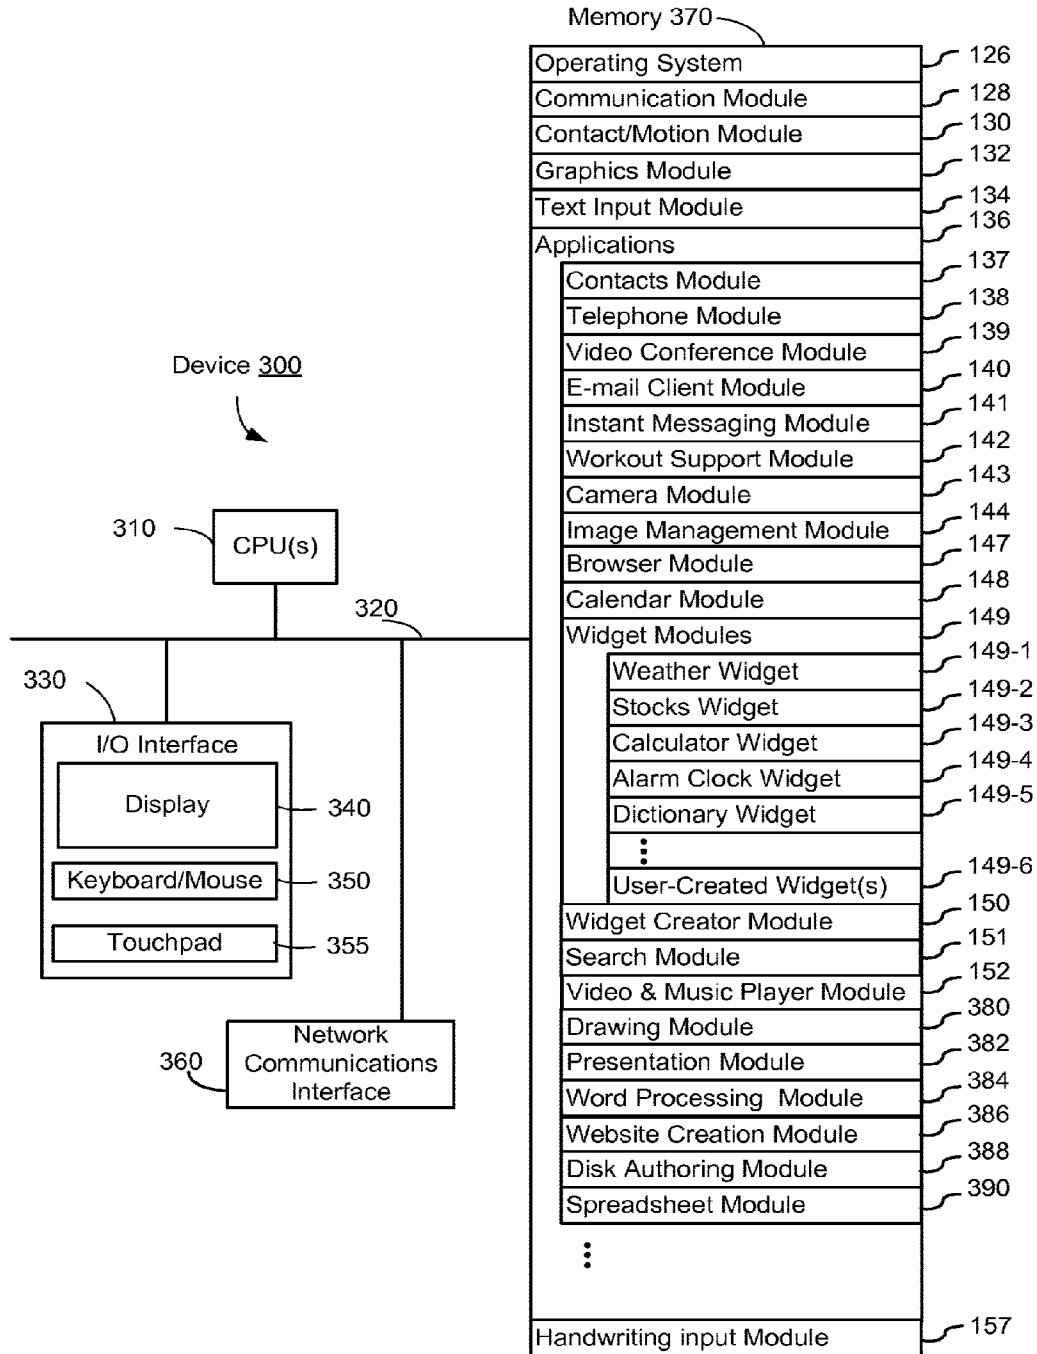 Memory 370
Operating System 126
Communication Module 128
Contact/Motion Module 130
Graphics Module 132
Text Input Module 134
Applications 136
Contacts Module 137
Telephone Module 138
Video Conference Module 139
E-mail Client Module 140
Instant Messaging Module 141
Workout Support Module 142
Camera Module 143
Image Management Module 144
Browser Module 147
Calendar Module 148
Widget Modules 149
Weather Widget 149-1
Stocks Widget 149-2
Calculator Widget 149-3
Alarm Clock Widget 149-4
Dictionary Widget 149-5
User-Created Widget(s) 149-6
Widget Creator Module 150
Search Module 151
Video & Music Player Module 152
Drawing Module 380
Presentation Module 382
Word Processing Module 384
Website Creation Module 386
Disk Authoring Module 388
Spreadsheet Module 390
Handwriting input Module 157
Device 300
310
CPU(s)
320
330
I/O Interface
Display 340
Keyboard/Mouse 350
Touchpad 355
360
Network
Communications
Interface